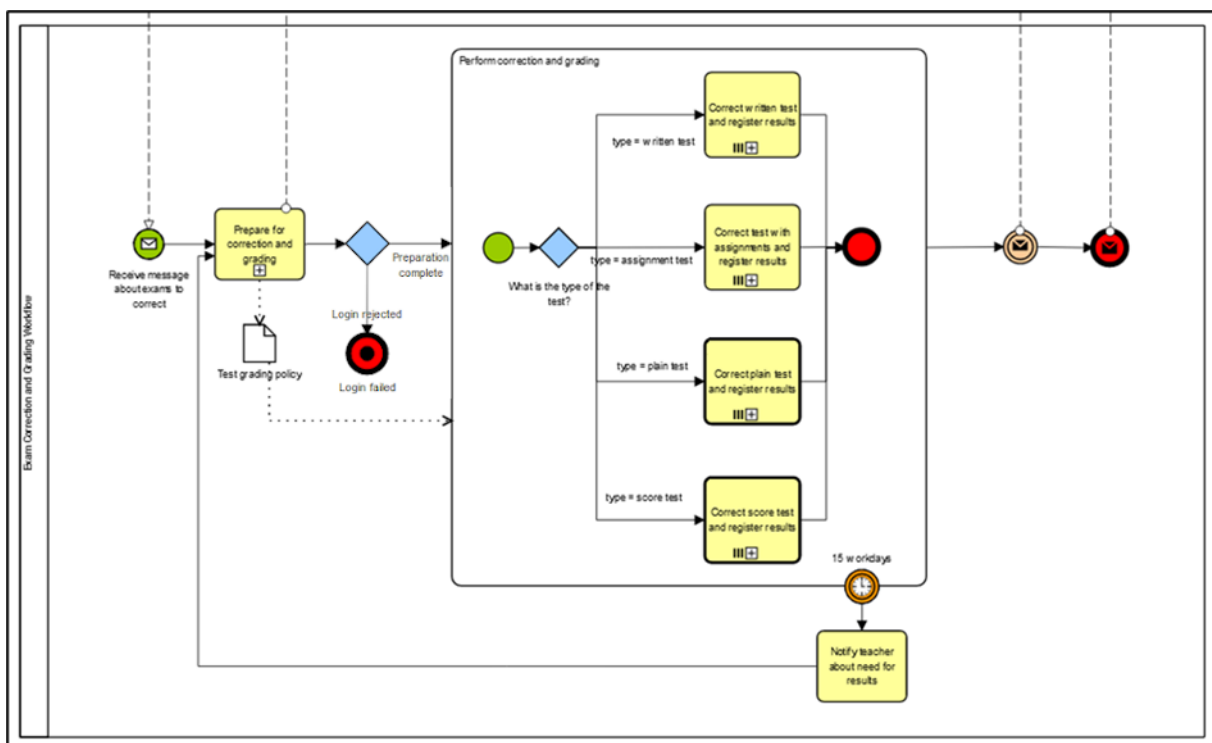 Exam Correction and Grading Workflow
Receive message
about exams to
correct
Prepare for
correction and
grading
Test grading policy
Preparation
complete
Login rejected
Login failed
Perform correction and grading
What is the type of the
test?
type = written test
Correct written test
and register results
type = assignment test
Correct test with
assignments and
register results
type = plain test
Correct plain test
and register results
type = score test
Correct score test
and register results
15 workdays
Notify teacher
about need for
results